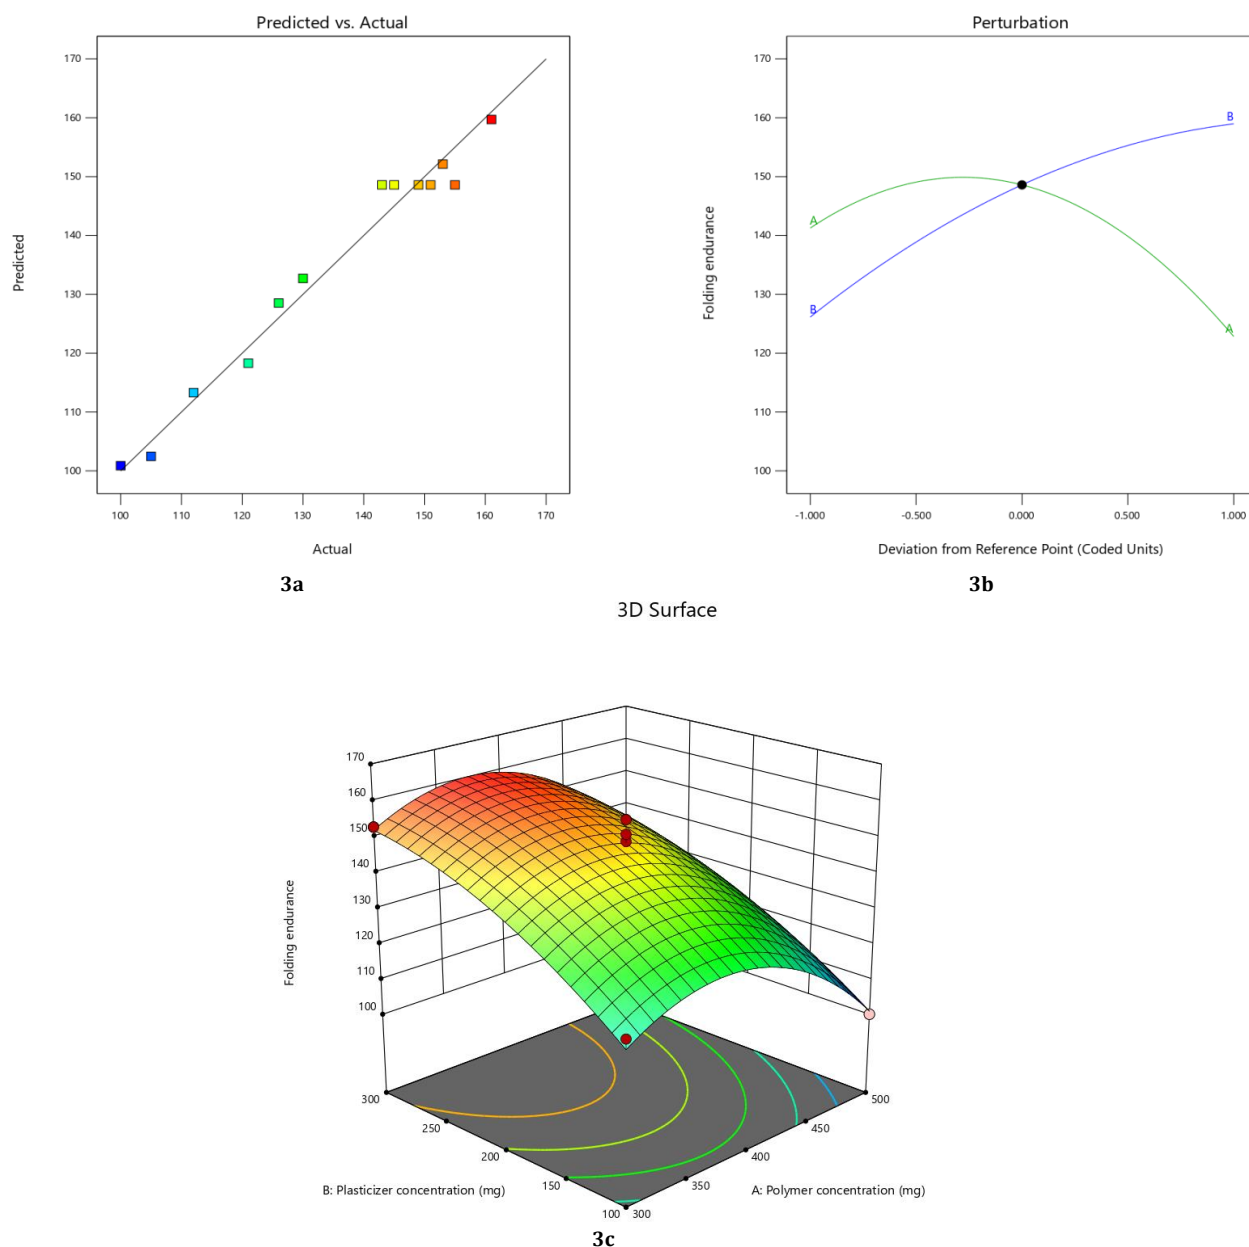 Predicted vs. Actual
Predicted
170
160
150
140
130
120
110
100
100 110 120 130 140 150 160 170
Actual
3a
Perturbation
Folding endurance
170
160
150
140
130
120
110
100
A
B
B
A
-1.000 -0.500 0.000 0.500 1.000
Deviation from Reference Point (Coded Units)
3b
3D Surface
Folding endurance
170
160
150
140
130
120
110
100
300
250
200
150
100
B: Plasticizer concentration (mg)
300
350
400
450
500
A: Polymer concentration (mg)
3c